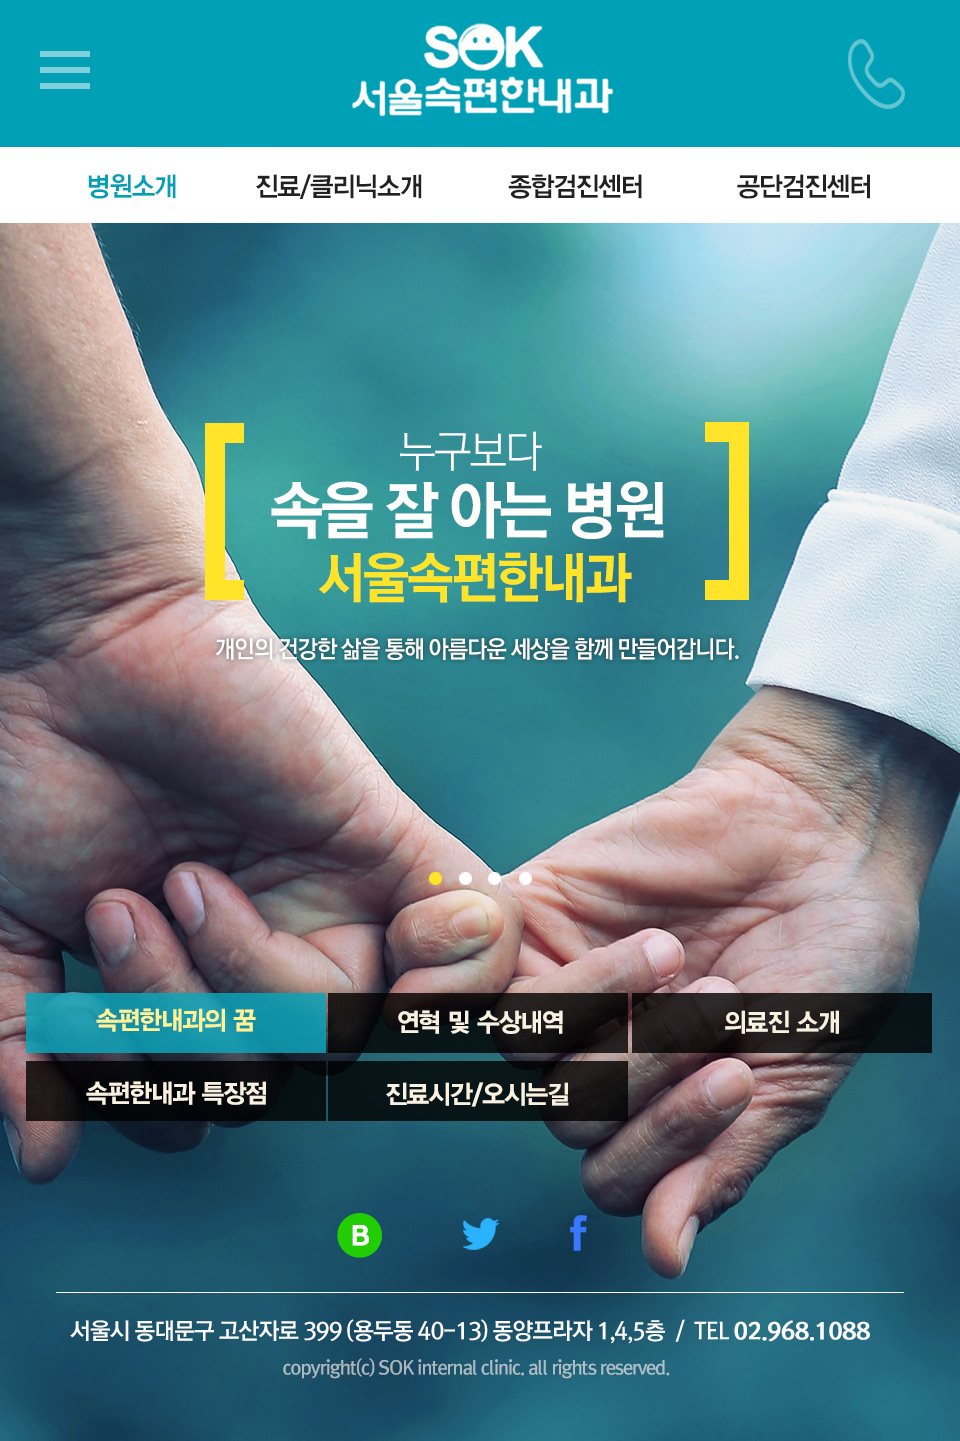 SOK
서울속편한내과
병원소개 진료/클리닉소개 종합검진센터 공단검진센터
누구보다
속을 잘 아는 병원
서울속편한내과
개인의 건강한 삶을 통해 아름다운 세상을 함께 만들어갑니다.
속편한내과의 꿈 연혁 및 수상내역 의료진 소개
속편한내과 특장점 진료시간/오시는길
B f
서울시 동대문구 고산자로 399 (용두동 40-13) 동양프라자 1,4,5층 / TEL 02.968.1088
copyright(c) SOK internal clinic. all rights reserved.